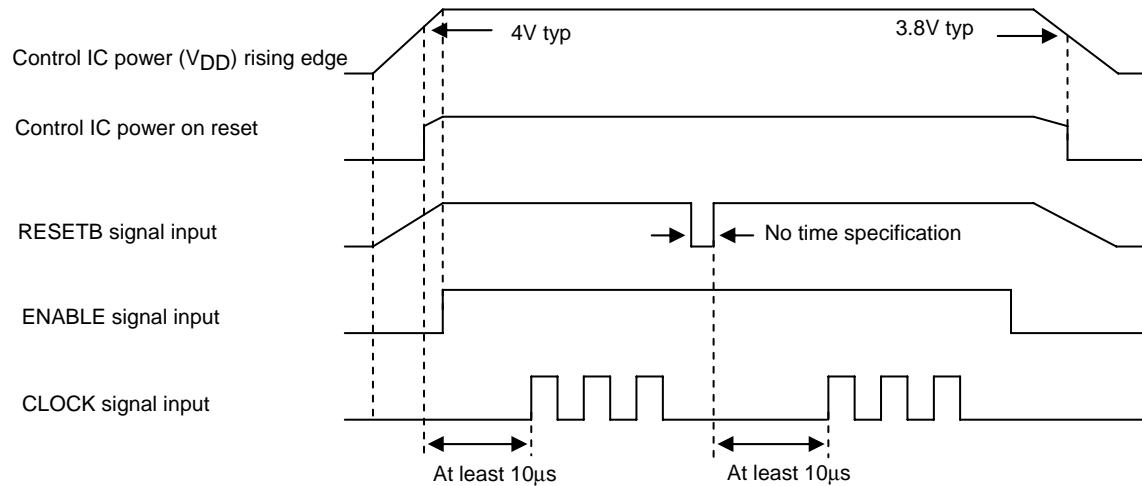 4V typ
3.8V typ
Control IC power (VDD) rising edge
Control IC power on reset
RESETB signal input
No time specification
ENABLE signal input
CLOCK signal input
At least 10μs
At least 10μs